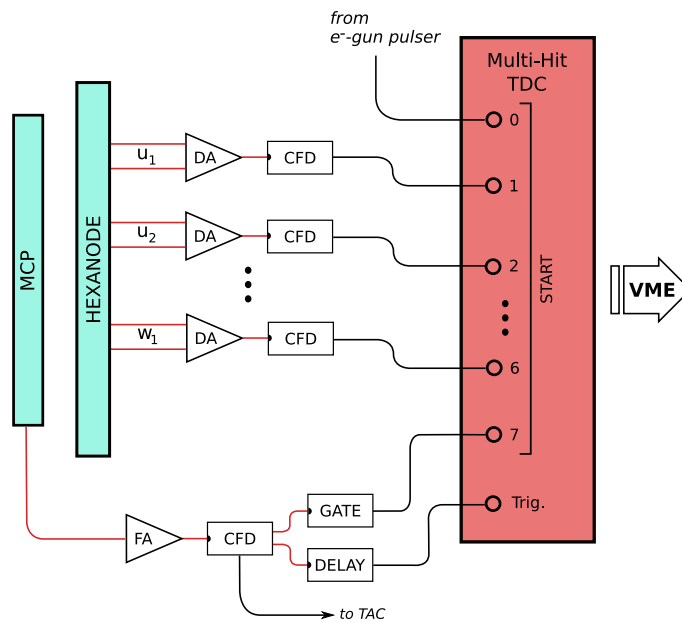 from
e⁻-gun pulser
Multi-Hit
TDC
0
MCP
HEXANODE
u₁
DA
CFD
1
u₂
DA
CFD
2
START
VME
w₁
DA
CFD
6
7
FA
CFD
GATE
Trig.
DELAY
to TAC